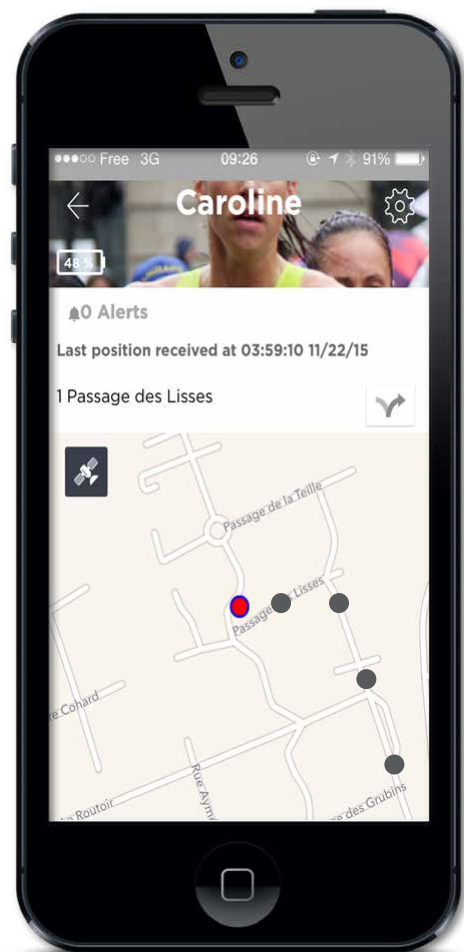 Free 3G 09:26 91%
Caroline
48 %
0 Alerts
Last position received at 03:59:10 11/22/15
1 Passage des Lisses
Passage de la Teille
Passage Lisses
re Cohard
Routoir
Rue Aym
e des Grubins